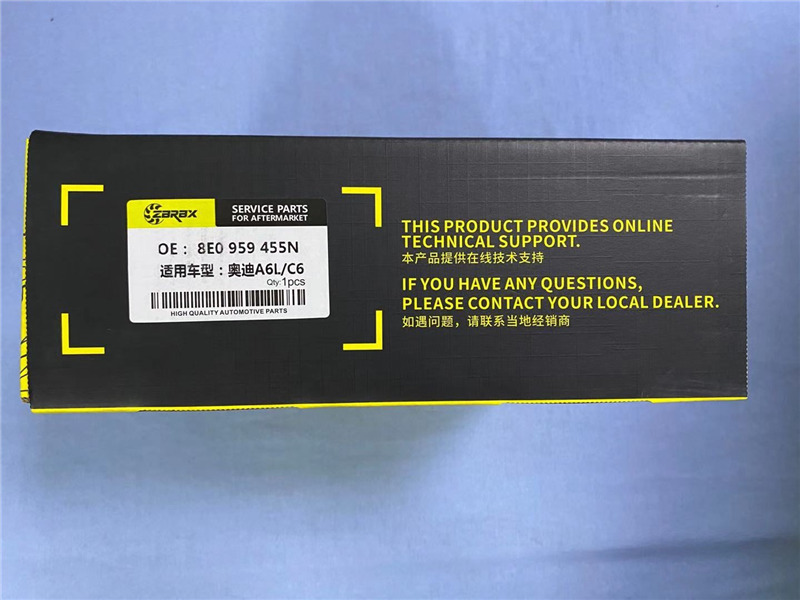 ZBRBX
SERVICE PARTS
FOR AFTERMARKET
OE： 8E0 959 455N
适用车型：奥迪A6L/C6
Qty:1pcs
HIGH QUALITY AUTOMOTIVE PARTS
THIS PRODUCT PROVIDES ONLINE
TECHNICAL SUPPORT.
本产品提供在线技术支持
IF YOU HAVE ANY QUESTIONS,
PLEASE CONTACT YOUR LOCAL DEALER.
如遇问题，请联系当地经销商